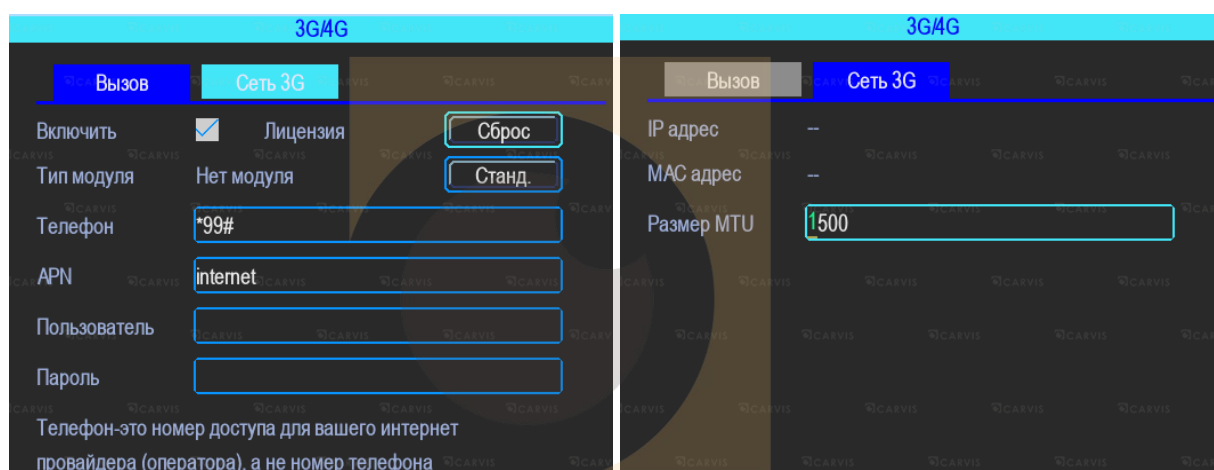 3G/4G
Вызов
Сеть 3G
Включить
Лицензия
Сброс
Тип модуля
Нет модуля
Станд.
Телефон
*99#
APN
internet
Пользователь
Пароль
Телефон-это номер доступа для вашего интернет
провайдера (оператора), а не номер телефона
3G/4G
Вызов
Сеть 3G
IP адрес
--
MAC адрес
--
Размер MTU
1500
CARVIS